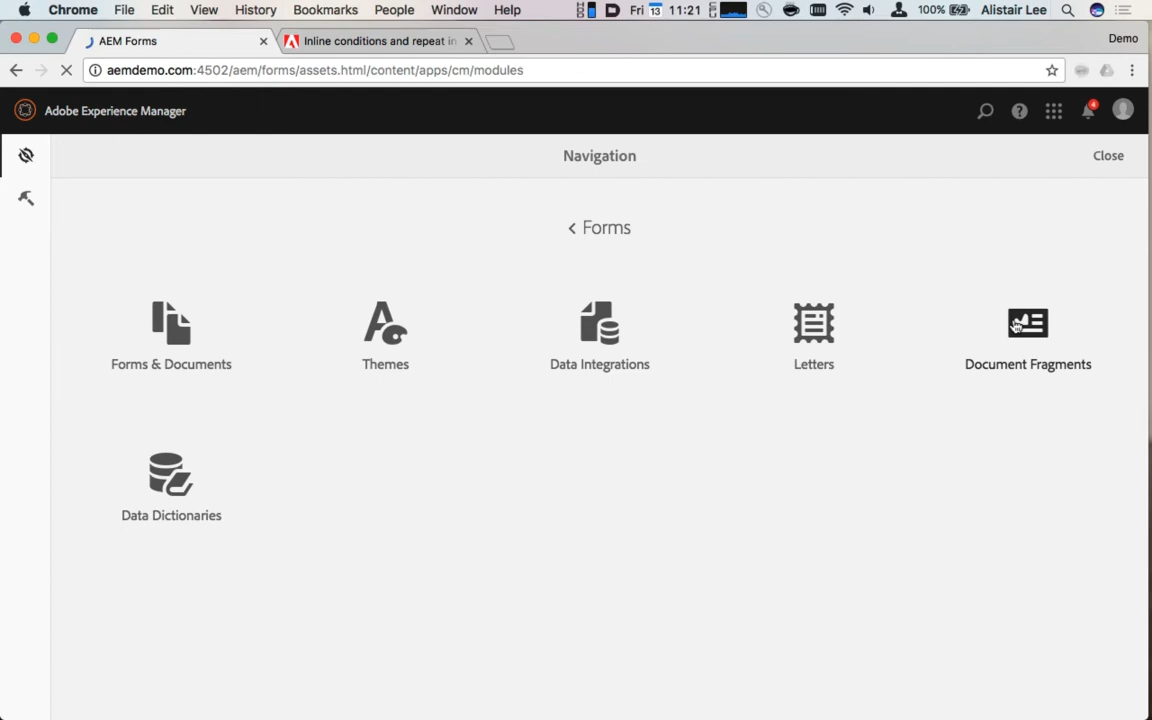 Chrome File Edit View History Bookmarks People Window Help Fri 13 11:21 100% Alistair Lee
AEM Forms Inline conditions and repeat in Demo
aemdemo.com:4502/aem/forms/assets.html/content/apps/cm/modules
Adobe Experience Manager 4
Navigation Close
Forms
Forms & Documents Themes Data Integrations Letters Document Fragments
Data Dictionaries